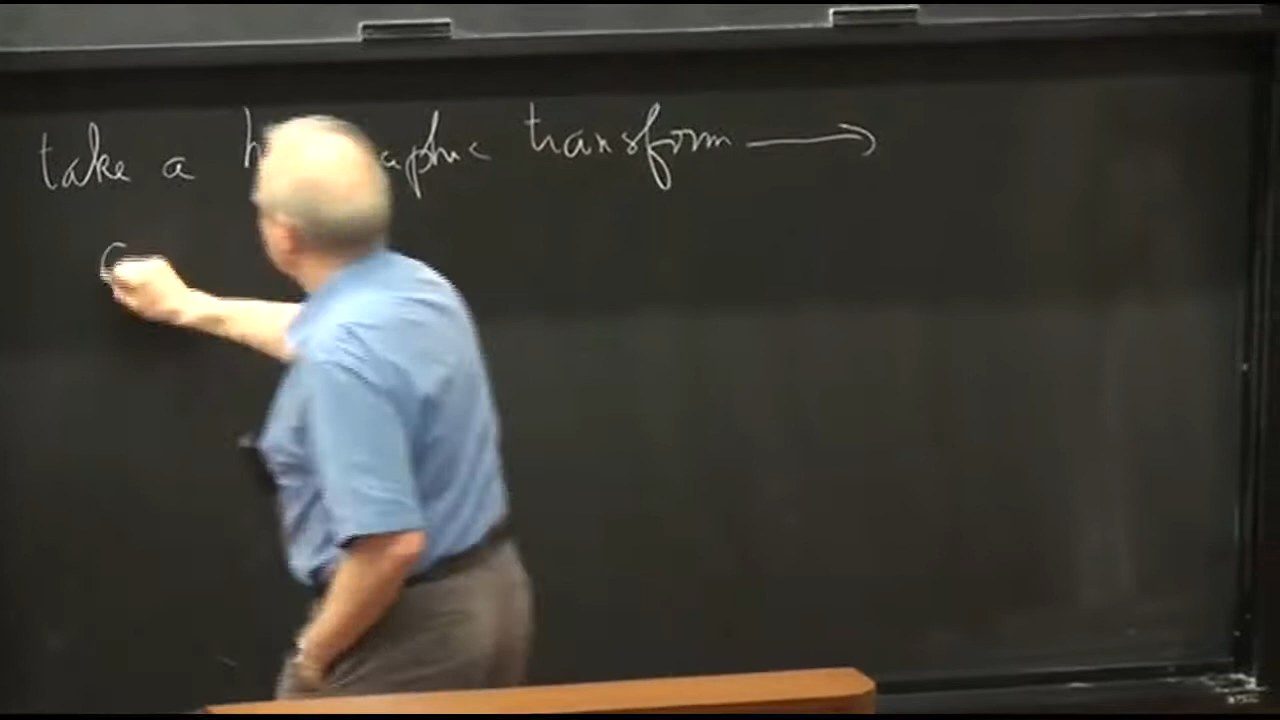 take a transform →